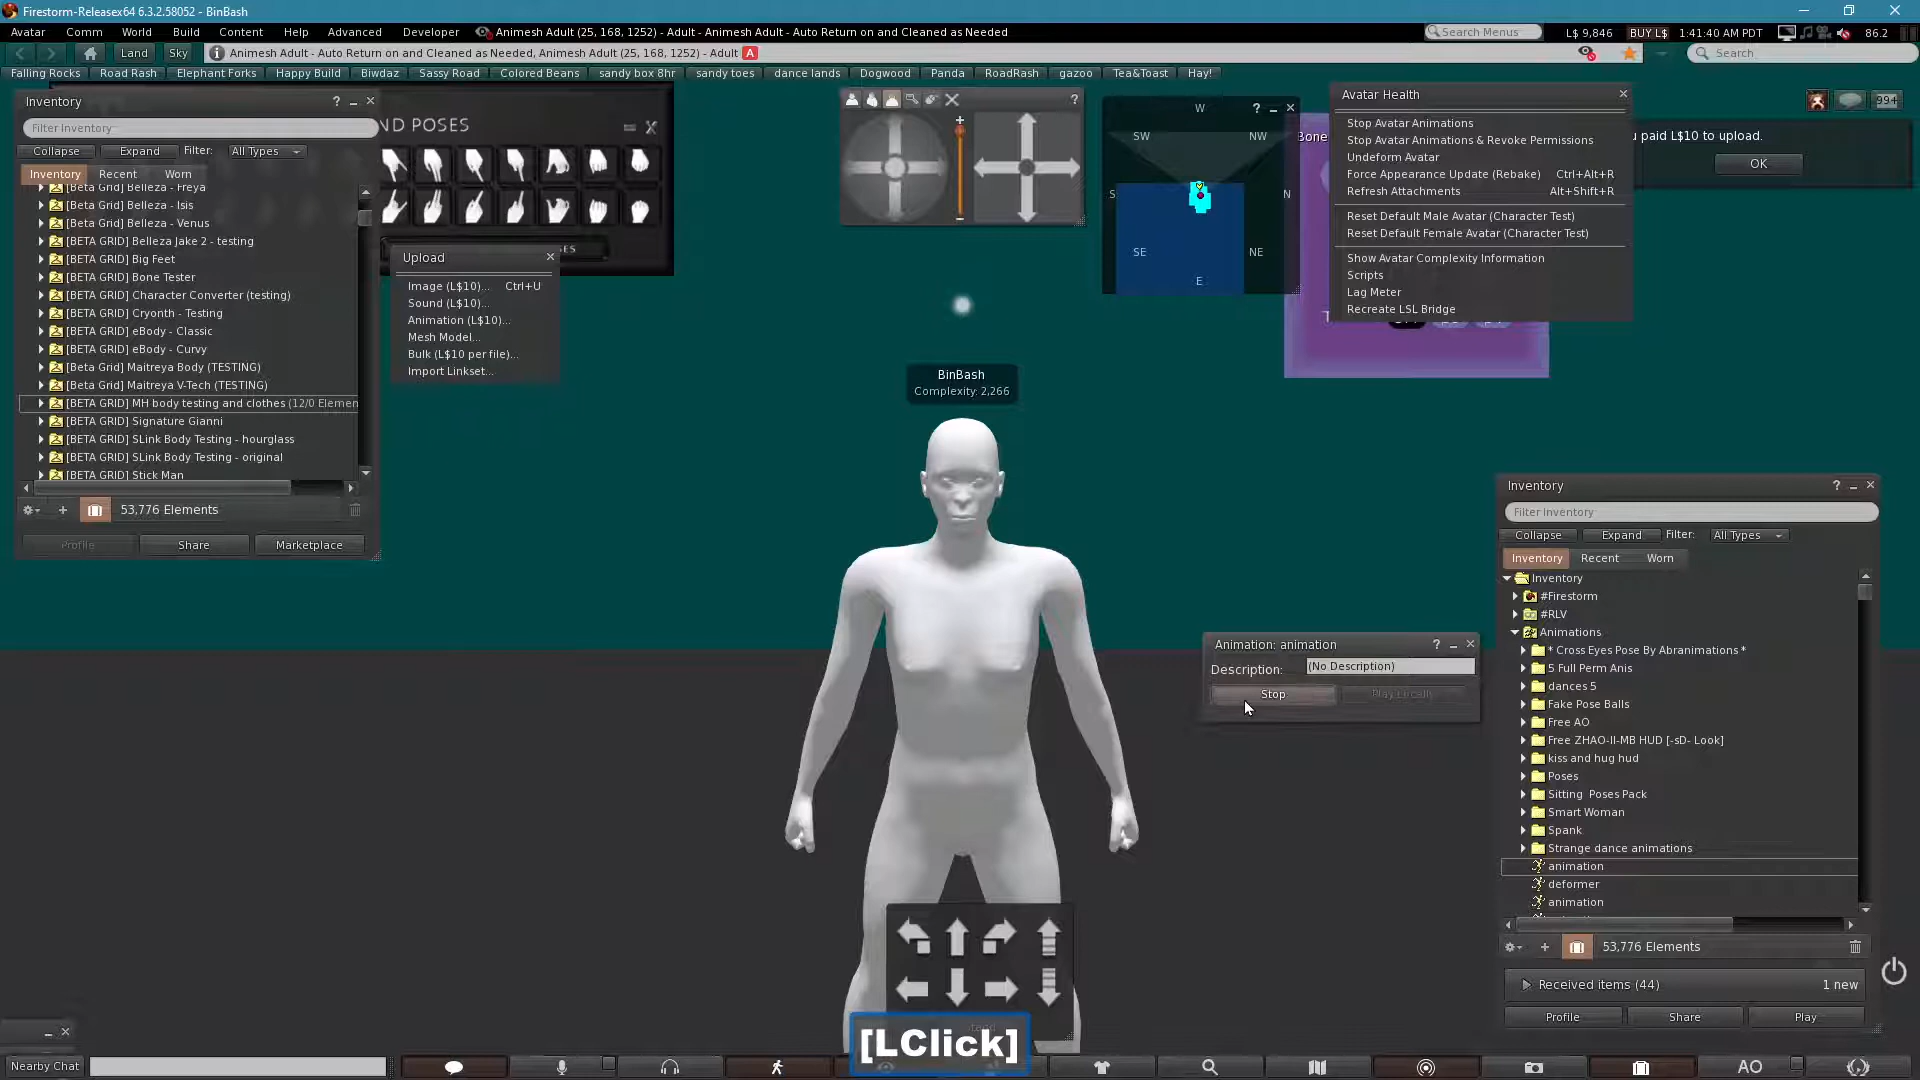 Firestorm-Releasex64 6.3.2.58052 - BinBash
Avatar Comm World Build Content Help Advanced Developer
Animesh Adult (25, 168, 1252) - Adult - Animesh Adult - Auto Return on and Cleaned as Needed
Search Menus
L$ 9,846 BUY L$ 1:41:40 AM PDT 86.2
Land Sky
Animesh Adult - Auto Return on and Cleaned as Needed, Animesh Adult (25, 168, 1252) - Adult A
Search
Falling Rocks Road Rash Elephant Forks Happy Build Biwdaz Sassy Road Colored Beans sandy box 8hr sandy toes dance lands Dogwood Panda RoadRash gazoo Tea&Toast Hay!
Inventory ?
Filter Inventory
Collapse Expand Filter: All Types
Inventory Recent Worn
[Beta Grid] Belleza - Freya
[Beta Grid] Belleza - Isis
[Beta Grid] Belleza - Venus
[BETA GRID] Belleza Jake 2 - testing
[BETA GRID] Big Feet
[BETA GRID] Bone Tester
[BETA GRID] Character Converter (testing)
[BETA GRID] Cryonth - Testing
[BETA GRID] eBody - Classic
[BETA GRID] eBody - Curvy
[Beta Grid] Maitreya Body (TESTING)
[Beta Grid] Maitreya V-Tech (TESTING)
[BETA GRID] MH body testing and clothes (12/0 Elemen
[BETA GRID] Signature Gianni
[BETA GRID] SLink Body Testing - hourglass
[BETA GRID] SLink Body Testing - original
[BETA GRID] Stick Man
53,776 Elements
Profile Share Marketplace
ND POSES
SES
Upload
Image (L$10)... Ctrl+U
Sound (L$10)...
Animation (L$10)...
Mesh Model...
Bulk (L$10 per file)...
Import Linkset...
?
?
W
SW NW
S N
SE NE
E
Bone
Avatar Health
Stop Avatar Animations
Stop Avatar Animations & Revoke Permissions
Undeform Avatar
Force Appearance Update (Rebake) Ctrl+Alt+R
Refresh Attachments Alt+Shift+R
Reset Default Male Avatar (Character Test)
Reset Default Female Avatar (Character Test)
Show Avatar Complexity Information
Scripts
Lag Meter
Recreate LSL Bridge
99+
u paid L$10 to upload.
OK
BinBash
Complexity: 2,266
Animation: animation ?
Description: (No Description)
Stop Play Locally
Inventory ?
Filter Inventory
Collapse Expand Filter: All Types
Inventory Recent Worn
Inventory
#Firestorm
#RLV
Animations
* Cross Eyes Pose By Abranimations *
5 Full Perm Anis
dances 5
Fake Pose Balls
Free AO
Free ZHAO-II-MB HUD [-sD- Look]
kiss and hug hud
Poses
Sitting Poses Pack
Smart Woman
Spank
Strange dance animations
animation
deformer
animation
53,776 Elements
Received items (44) 1 new
Profile Share Play
[LClick]
Nearby Chat
AO